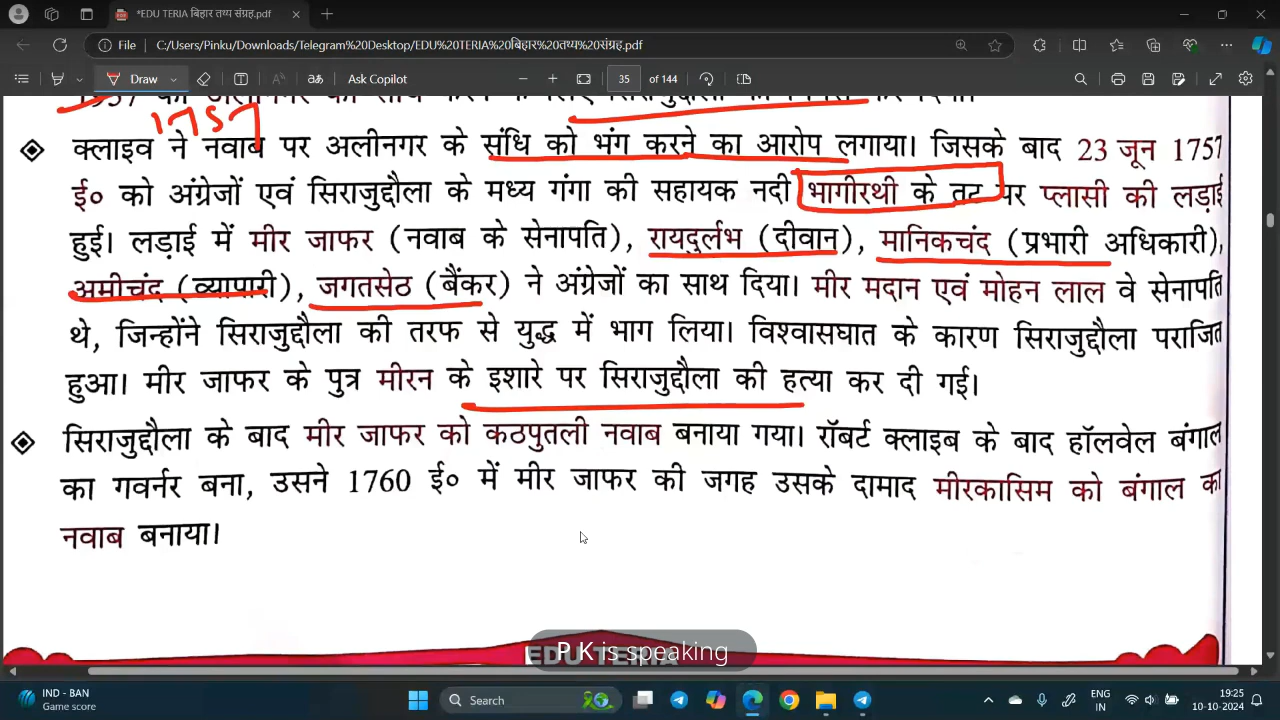 *EDU TERIA बिहार तथ्य संग्रह.pdf
File C:/Users/Pinku/Downloads/Telegram%20Desktop/EDU%20TERIA%20बिहार%20तथ्य%20संग्रह.pdf
Draw Ask Copilot 35 of 144
1757
क्लाइव ने नवाब पर अलीनगर के संधि को भंग करने का आरोप लगाया। जिसके बाद 23 जून 1757
ई० को अंग्रेजों एवं सिराजुद्दौला के मध्य गंगा की सहायक नदी भागीरथी के तट पर प्लासी की लड़ाई
हुई। लड़ाई में मीर जाफर (नवाब के सेनापति), रायदुर्लभ (दीवान), मानिकचंद (प्रभारी अधिकारी),
अमीचंद (व्यापारी), जगतसेठ (बैंकर) ने अंग्रेजों का साथ दिया। मीर मदान एवं मोहन लाल वे सेनापति
थे, जिन्होंने सिराजुद्दौला की तरफ से युद्ध में भाग लिया। विश्वासघात के कारण सिराजुद्दौला पराजित
हुआ। मीर जाफर के पुत्र मीरन के इशारे पर सिराजुद्दौला की हत्या कर दी गई।
सिराजुद्दौला के बाद मीर जाफर को कठपुतली नवाब बनाया गया। रॉबर्ट क्लाइब के बाद हॉलवेल बंगाल
का गवर्नर बना, उसने 1760 ई० में मीर जाफर की जगह उसके दामाद मीरकासिम को बंगाल का
नवाब बनाया।
P K is speaking
EDU TERIA
IND - BAN
Game score
Search
ENG
IN
19:25
10-10-2024